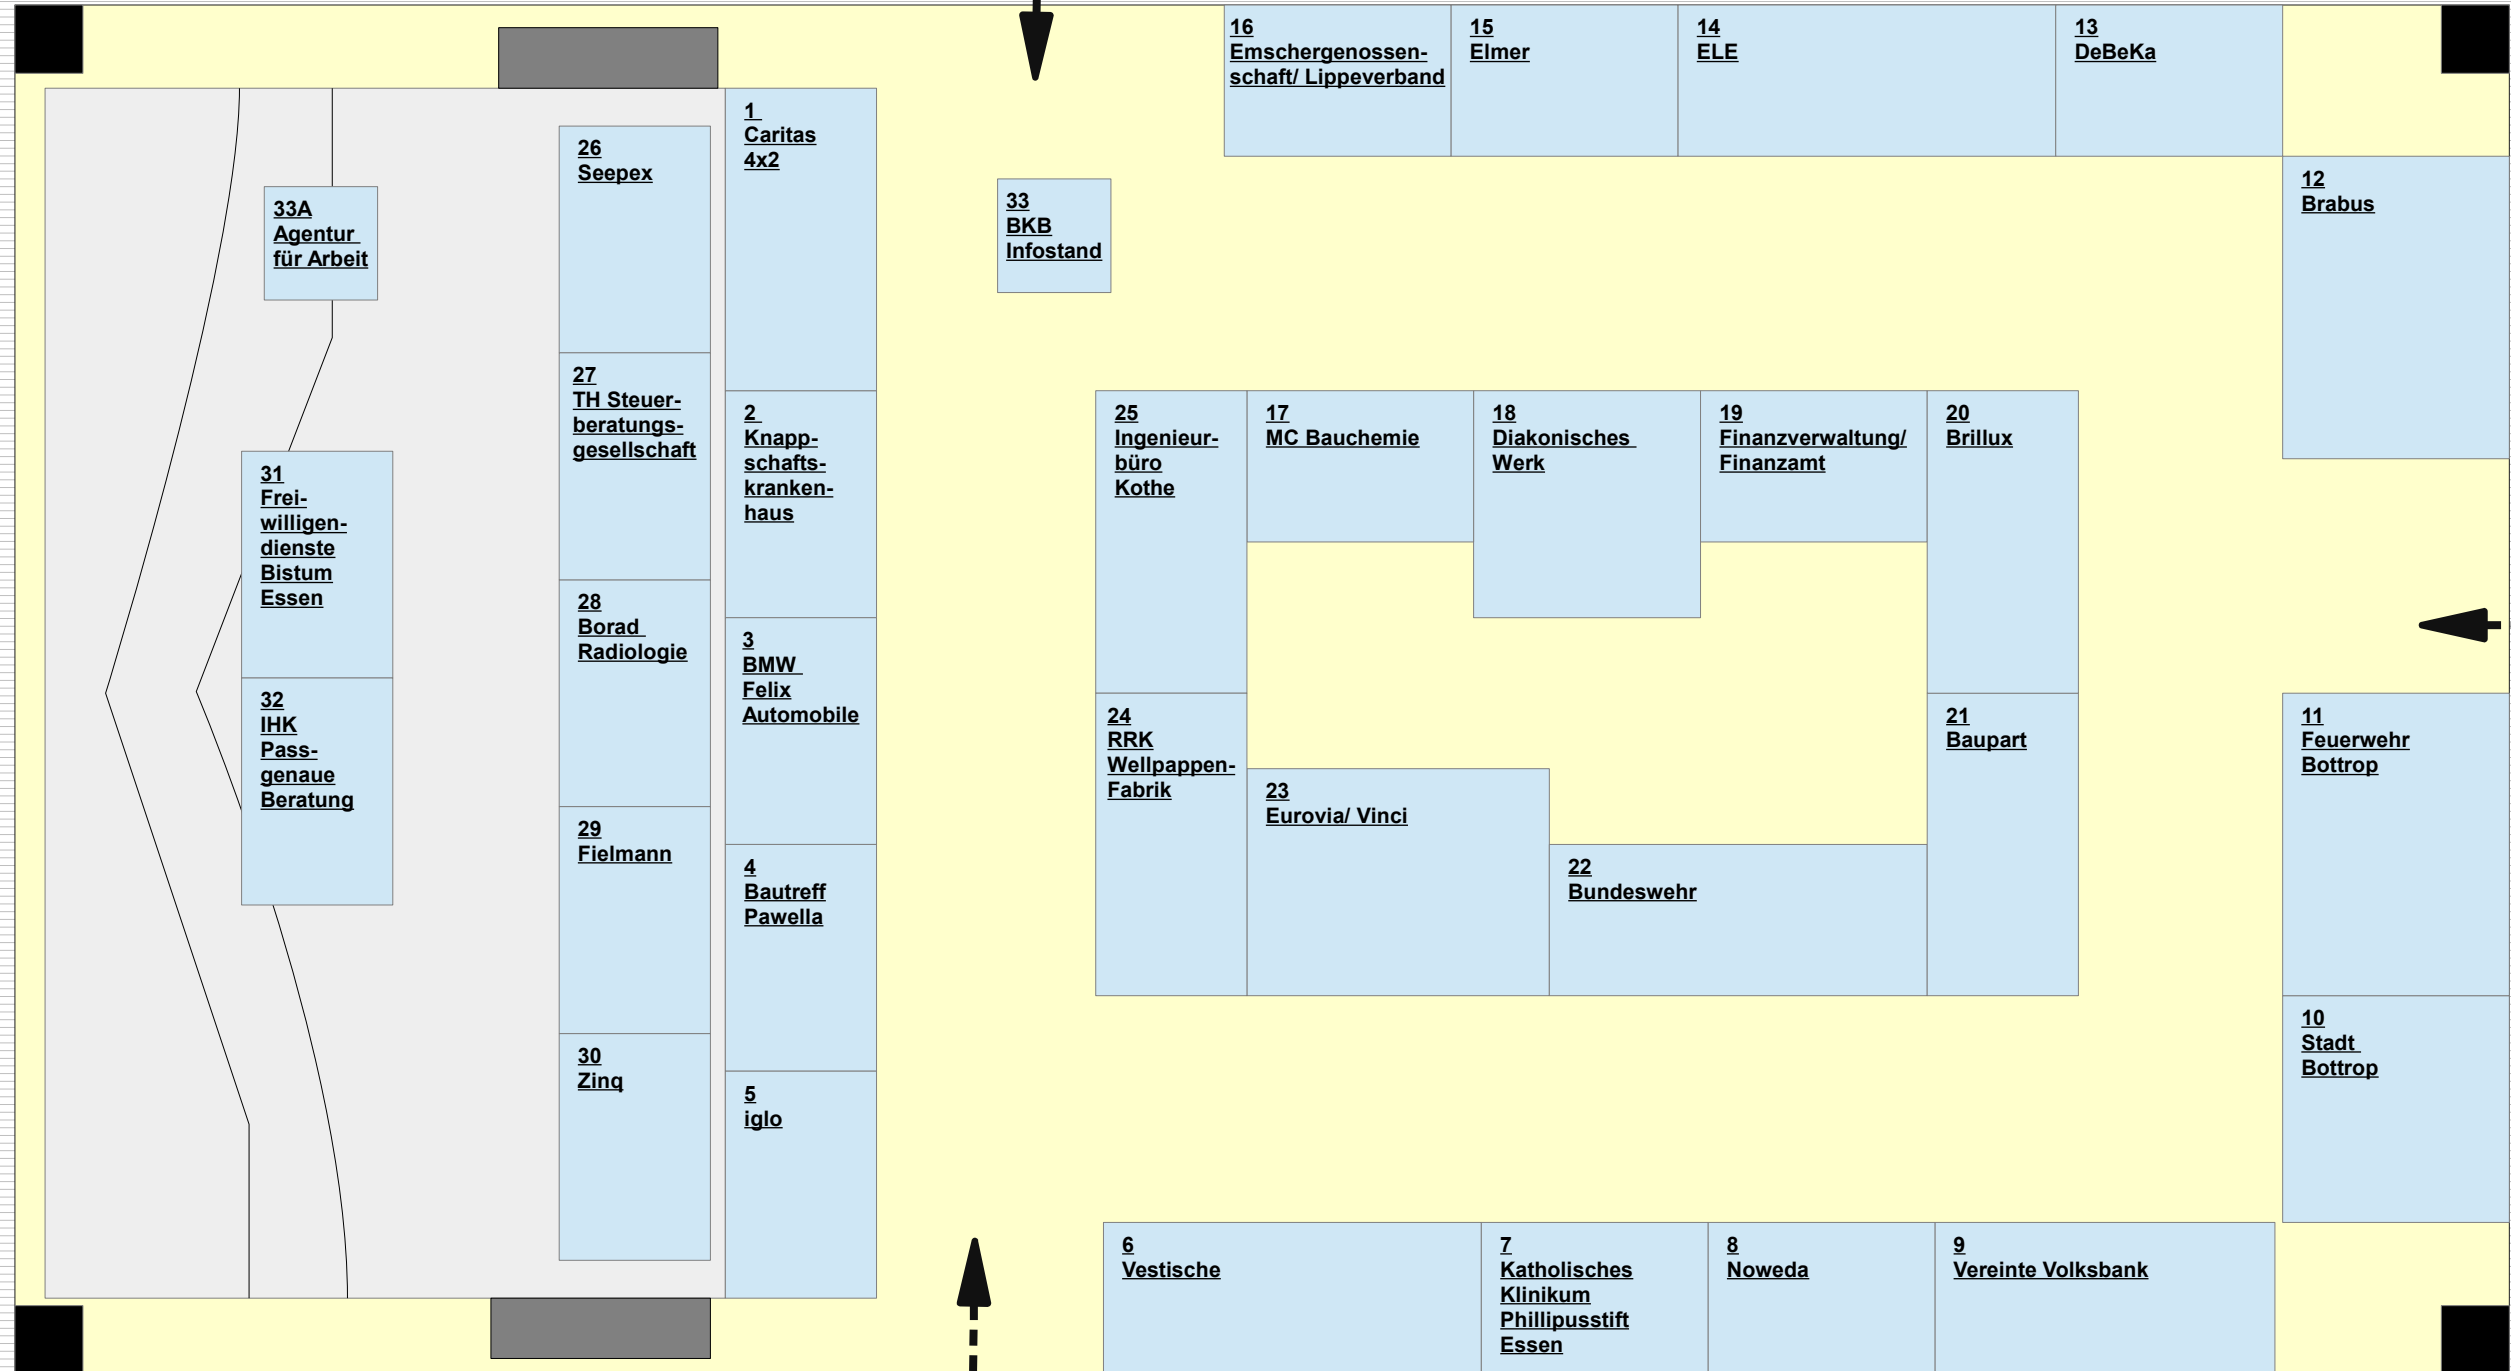 16
Emschergenossen-
schaft/ Lippeverband
15
Elmer
14
ELE
13
DeBeKa
1
Caritas
4x2
26
Seepex
12
Brabus
33
BKB
Infostand
33A
Agentur
für Arbeit
27
TH Steuer-
beratungs-
gesellschaft
2
Knapp-
schafts-
kranken-
haus
25
Ingenieur-
büro
Kothe
17
MC Bauchemie
18
Diakonisches
Werk
19
Finanzverwaltung/
Finanzamt
20
Brillux
31
Frei-
willigen-
dienste
Bistum
Essen
28
Borad
Radiologie
3
BMW
Felix
Automobile
32
IHK
Pass-
genaue
Beratung
24
RRK
Wellpappen-
Fabrik
21
Baupart
11
Feuerwehr
Bottrop
23
Eurovia/ Vinci
29
Fielmann
4
Bautreff
Pawella
22
Bundeswehr
10
Stadt
Bottrop
30
Zinq
5
iglo
6
Vestische
7
Katholisches
Klinikum
Phillipusstift
Essen
8
Noweda
9
Vereinte Volksbank